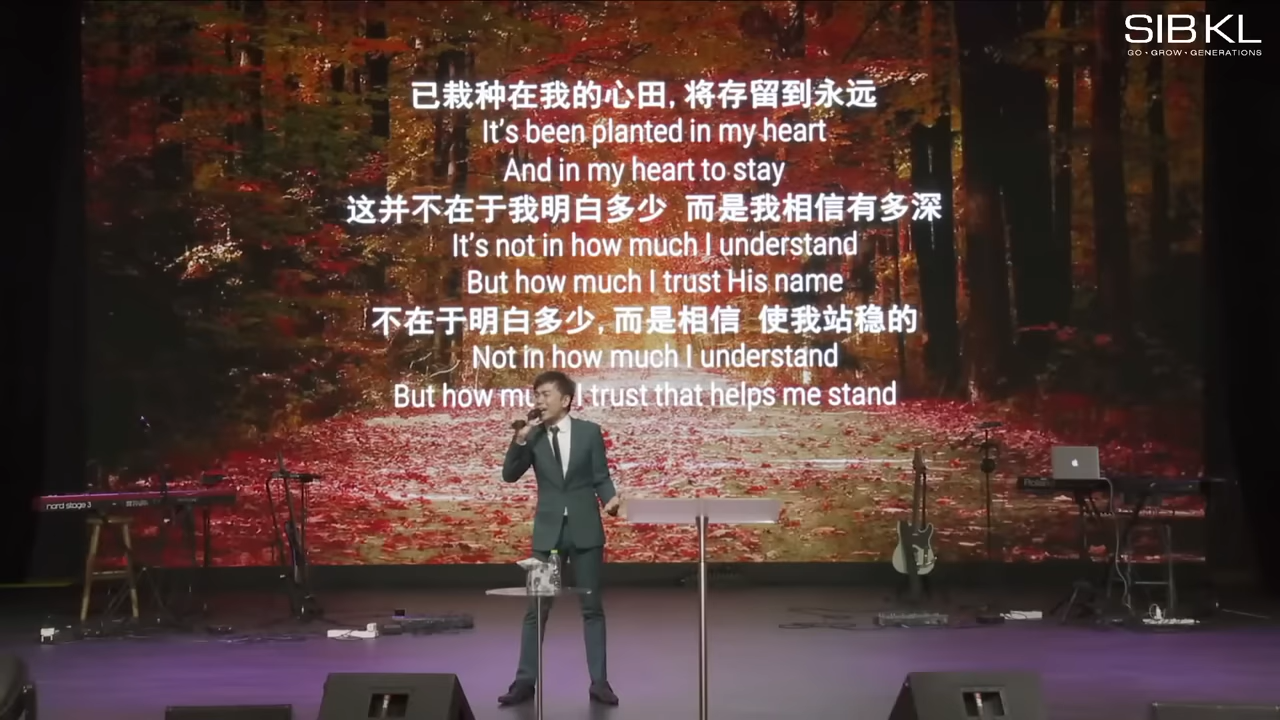 SIBKL
GO • GROW • GENERATIONS
已栽种在我的心田, 将存留到永远
It's been planted in my heart
And in my heart to stay
这并不在于我明白多少 而是我相信有多深
It's not in how much I understand
But how much I trust His name
不在于明白多少, 而是相信 使我站稳的
Not in how much I understand
But how mu I trust that helps me stand
nord stage 3
Roland